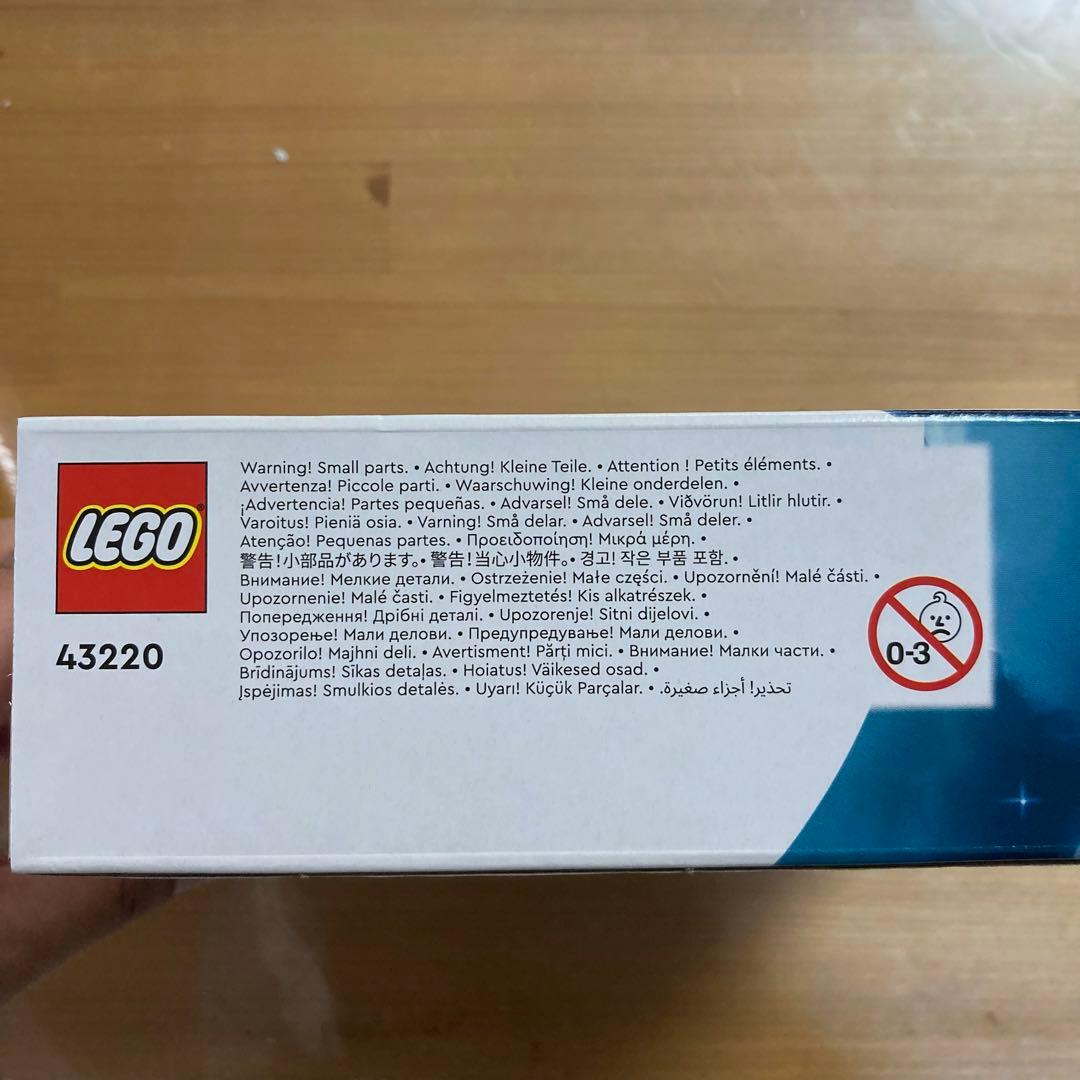 LEGO®
43220
Warning! Small parts. • Achtung! Kleine Teile. • Attention ! Petits éléments. •
Avvertenza! Piccole parti. • Waarschuwing! Kleine onderdelen. •
¡Advertencia! Partes pequeñas. • Advarsel! Små dele. • Viðvörun! Litlir hlutir. •
Varoitus! Pieniä osia. • Varning! Små delar. • Advarsel! Små deler. •
Atenção! Pequenas partes. • Προειδοποίηση! Μικρά μέρη. •
警告!小部品があります。• 警告!当心小物件。• 경고! 작은 부품 포함. •
Внимание! Мелкие детали. • Ostrzeżenie! Małe części. • Upozornění! Malé části. •
Upozornenie! Malé časti. • Figyelmeztetés! Kis alkatrészek. •
Попередження! Дрібні деталі. • Upozorenje! Sitni dijelovi. •
Упозорење! Мали делови. • Предупредување! Мали делови. •
Opozorilo! Majhni deli. • Avertisment! Părți mici. • Внимание! Малки части. •
Brīdinājums! Sīkas detaļas. • Hoiatus! Väikesed osad. •
Įspėjimas! Smulkios detalės. • Uyarı! Küçük Parçalar. • تحذير! أجزاء صغيرة.
0-3